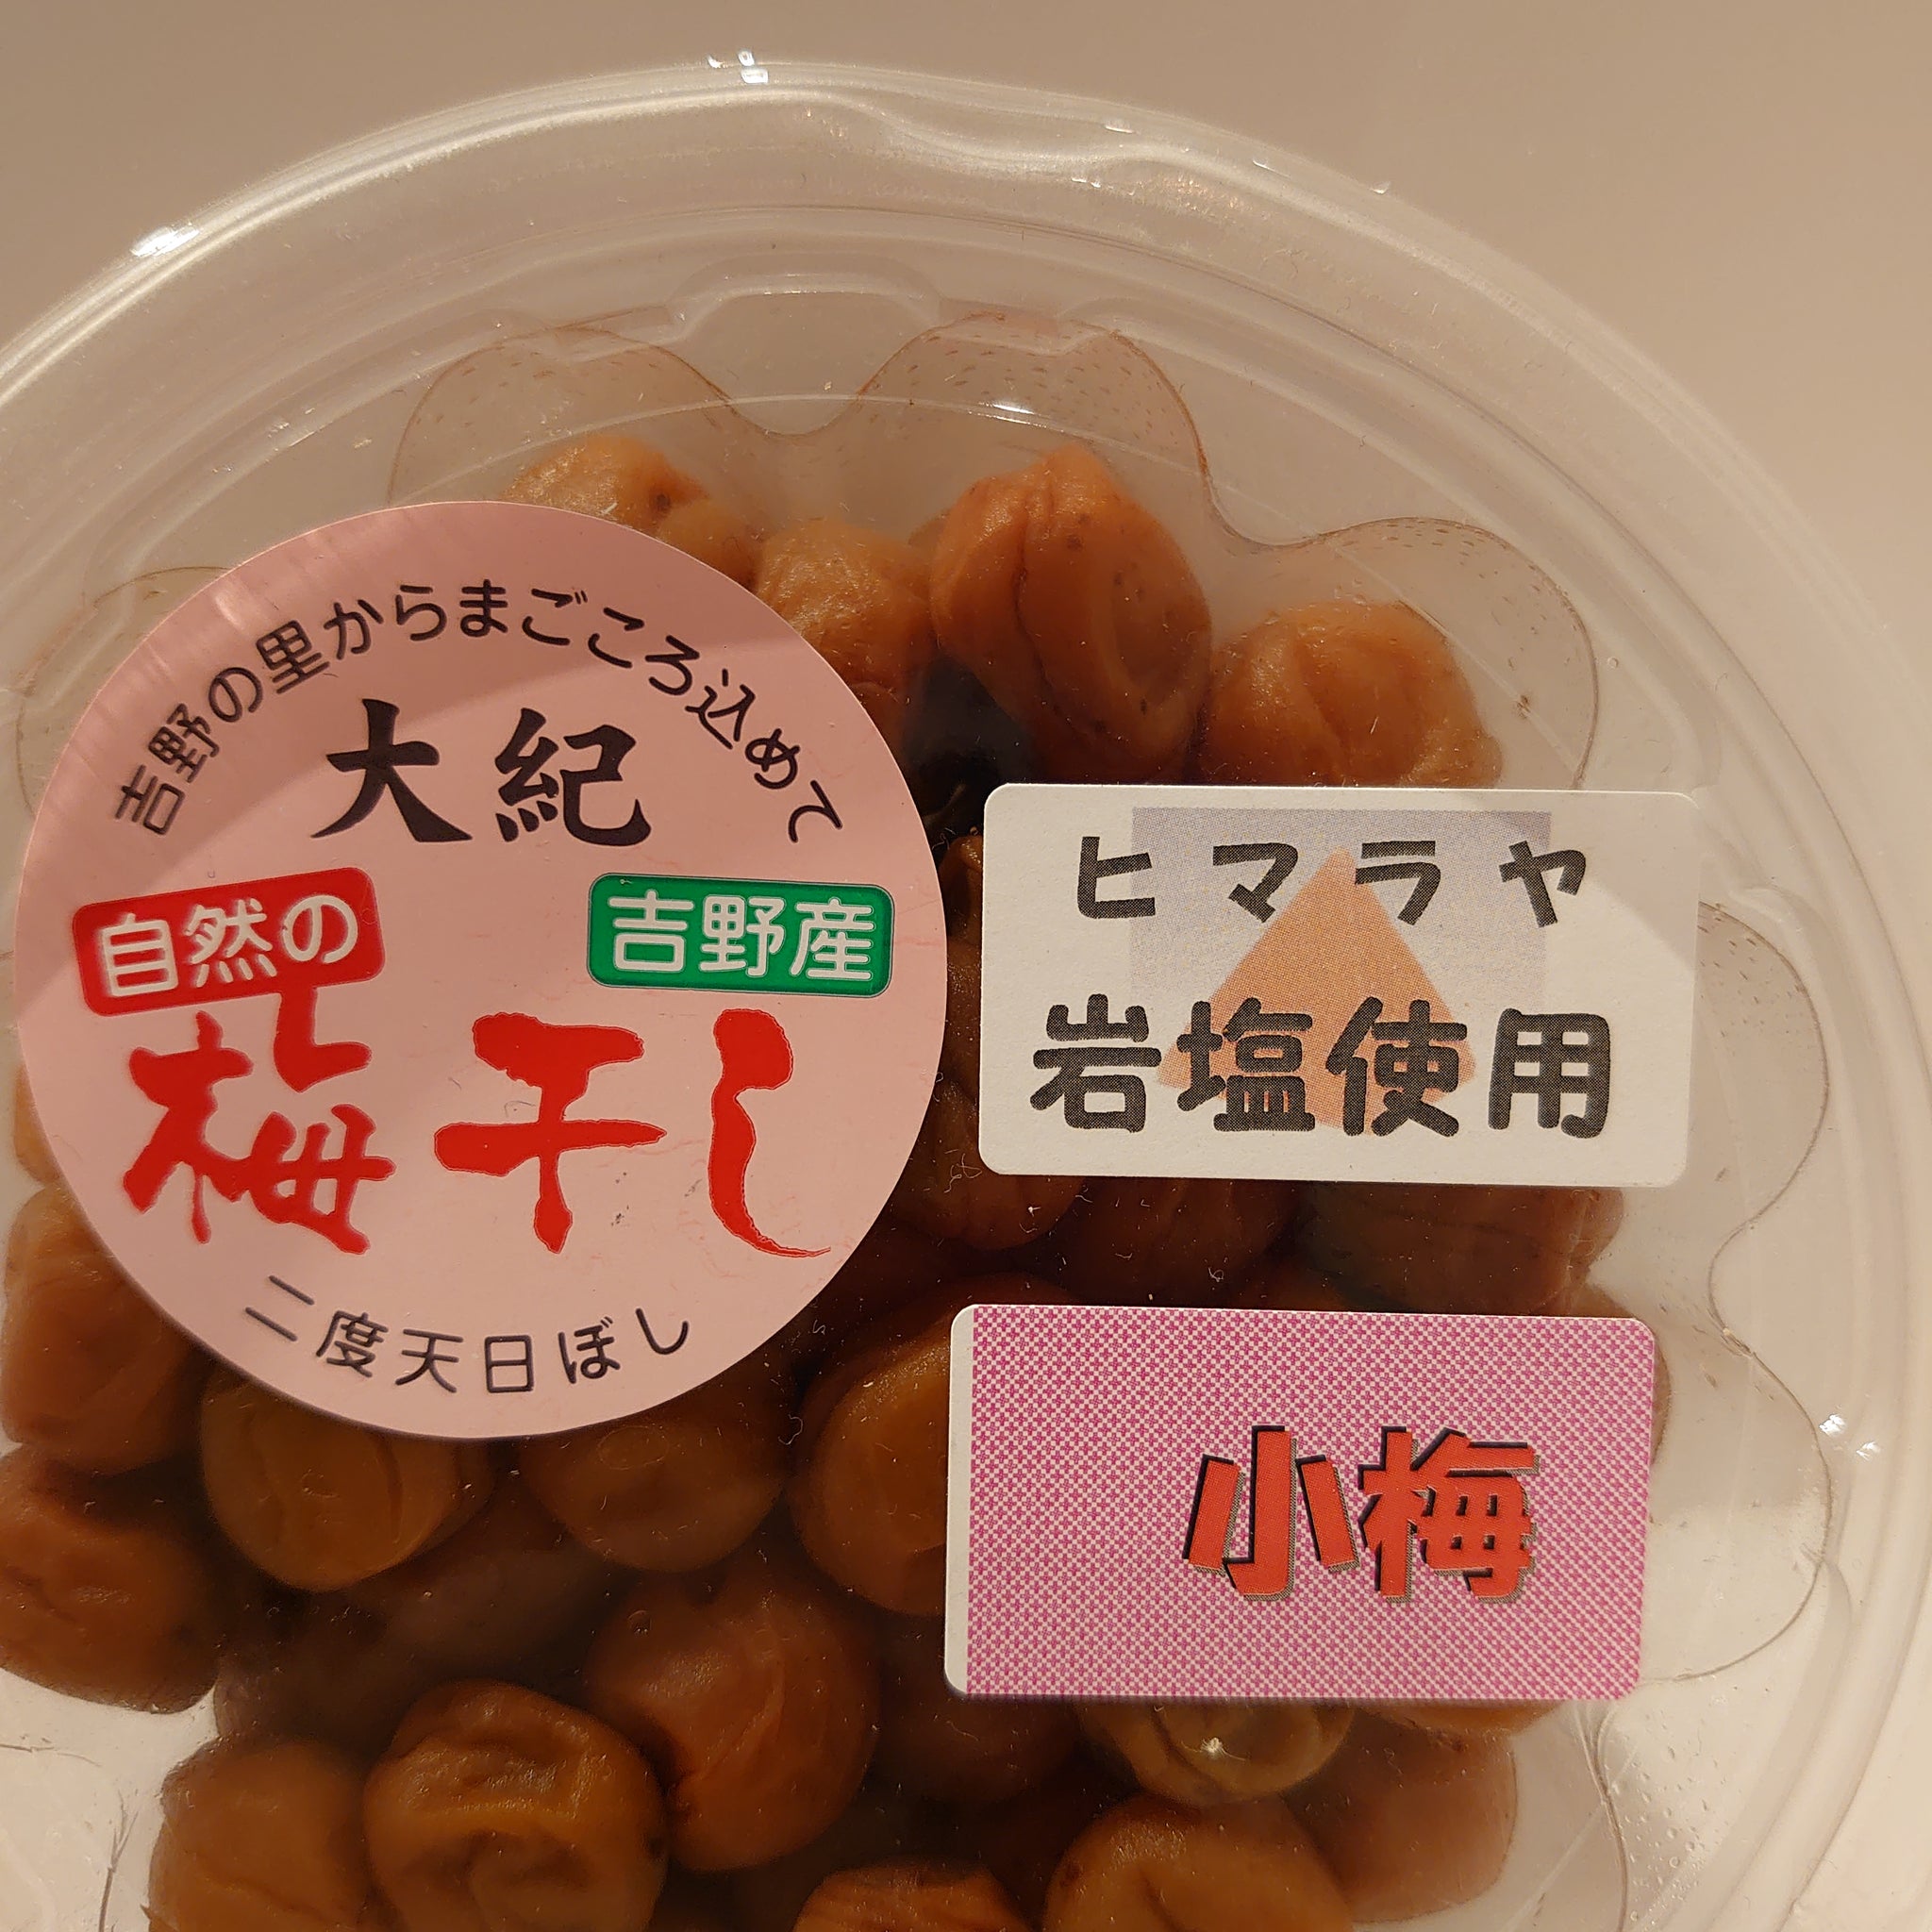 吉野の里からまごころ込めて
大紀
自然の
吉野産
梅干し
二度天日ぼし
ヒマラヤ
岩塩使用
小梅